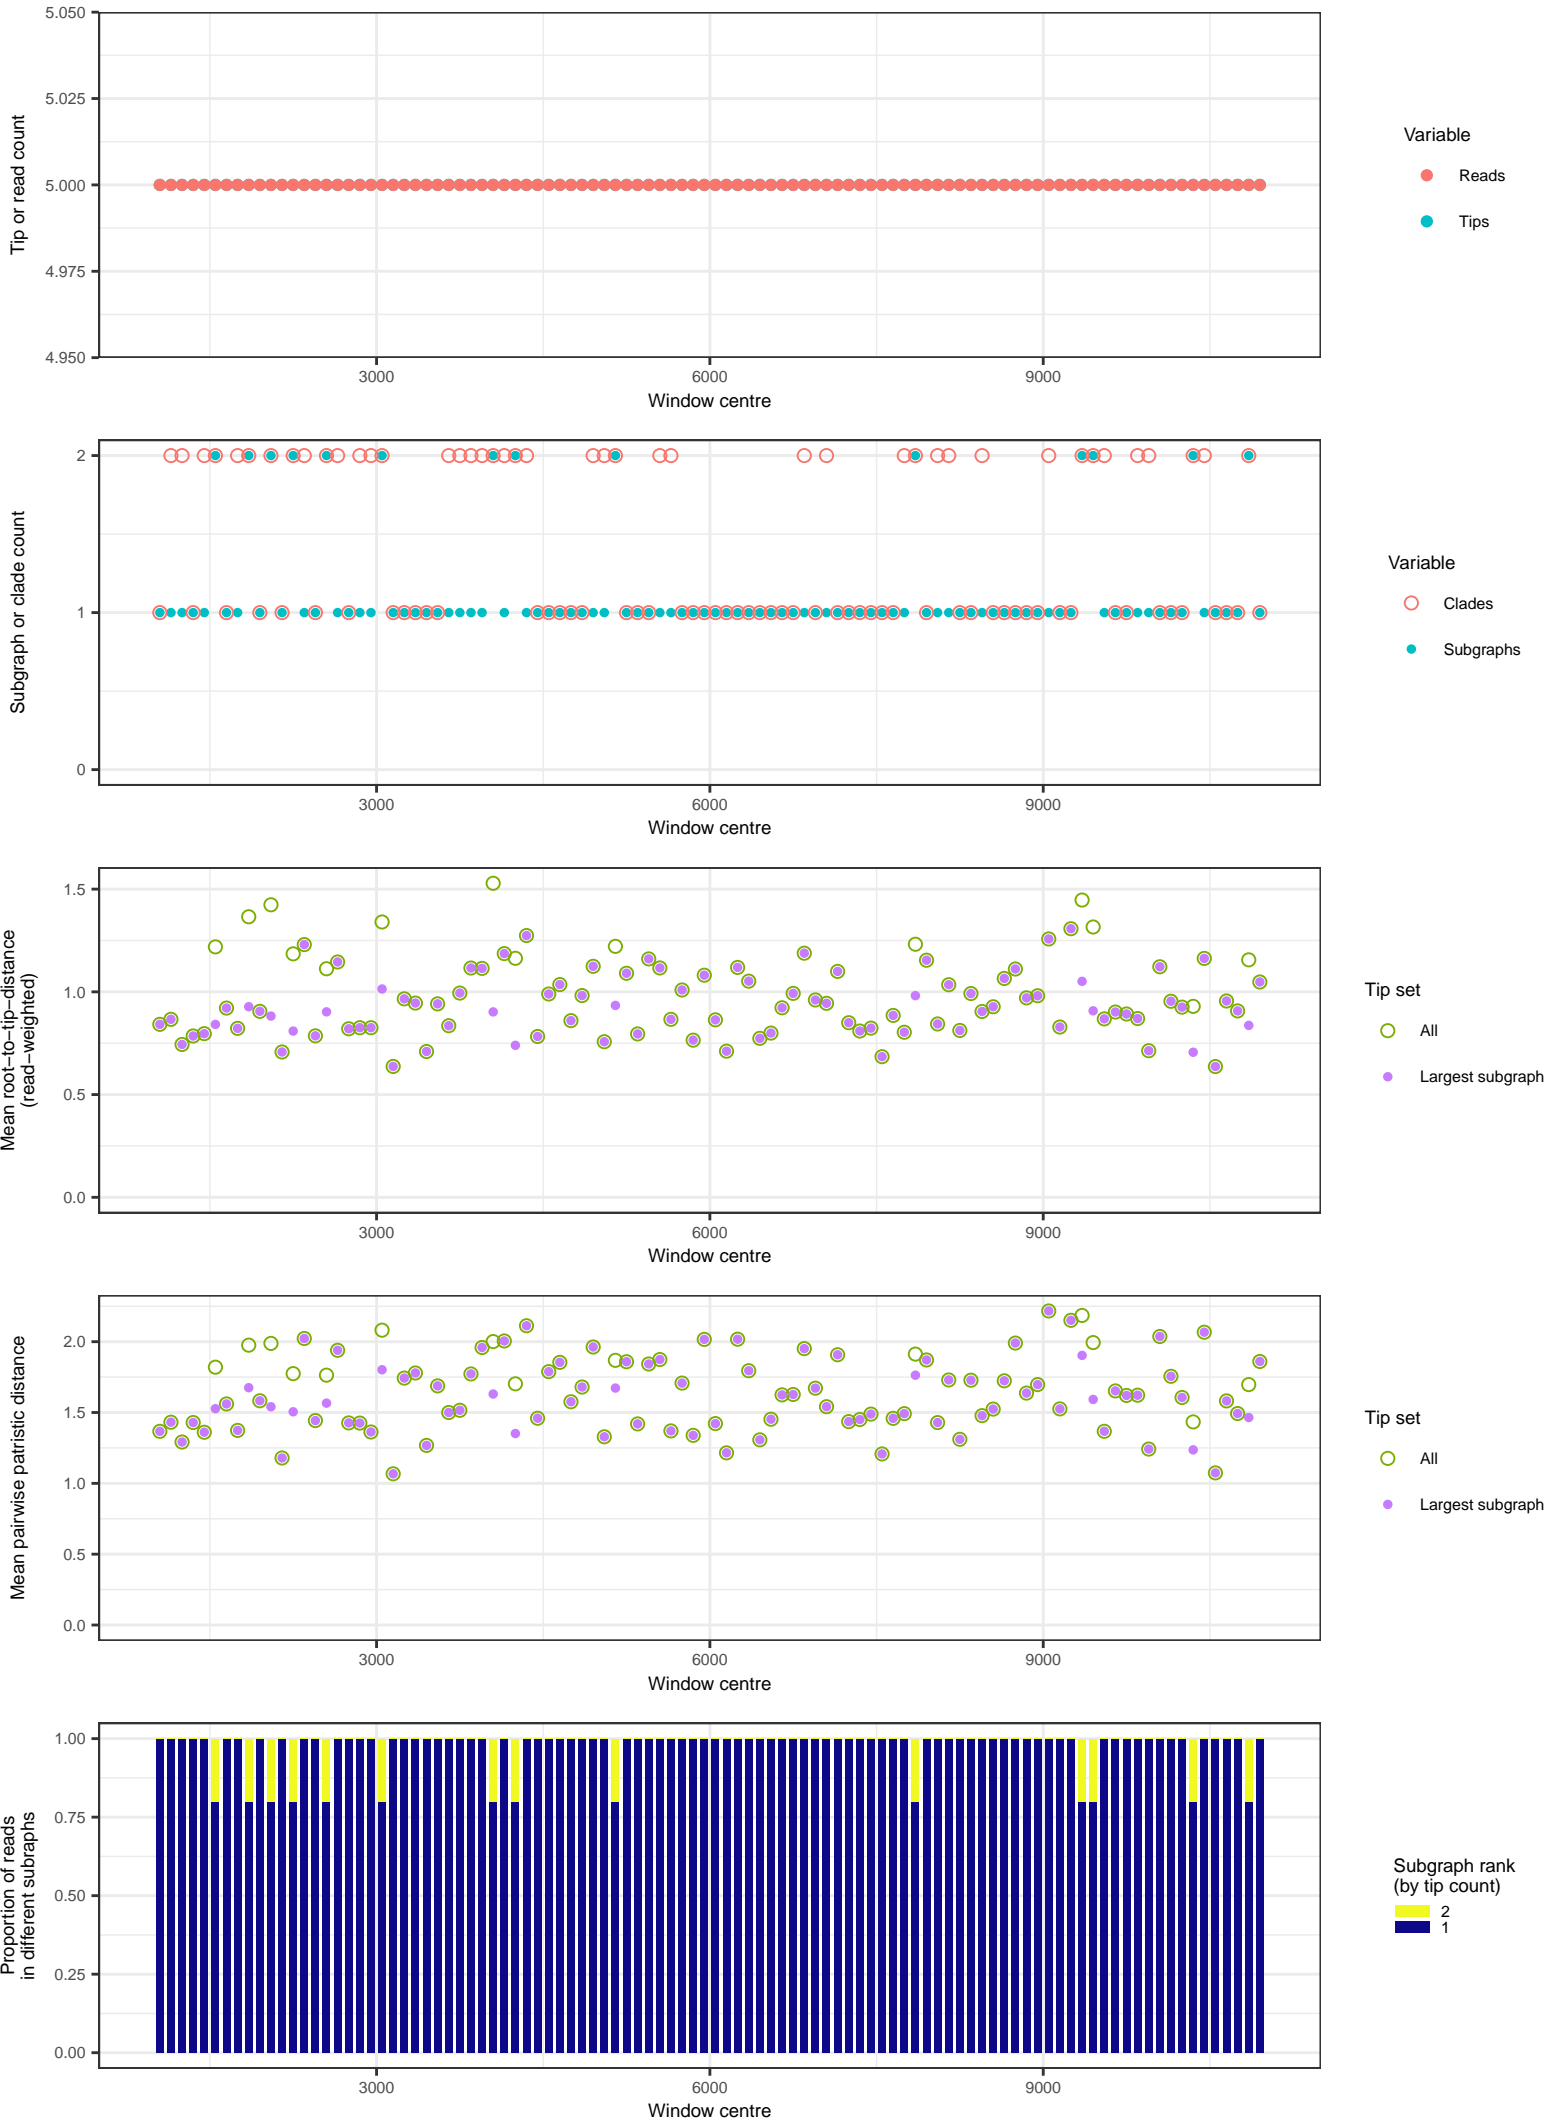 5.050
5.025
5.000
4.975
4.950
Tip or read count
3000
6000
9000
Window centre
Variable
Reads
Tips
2
1
0
Subgraph or clade count
3000
6000
9000
Window centre
Variable
Clades
Subgraphs
1.5
1.0
0.5
0.0
Mean root−to−tip−distance
(read−weighted)
3000
6000
9000
Window centre
Tip set
All
Largest subgraph
2.0
1.5
1.0
0.5
0.0
Mean pairwise patristic distance
3000
6000
9000
Window centre
Tip set
All
Largest subgraph
1.00
0.75
0.50
0.25
0.00
Proportion of reads
in different subraphs
3000
6000
9000
Window centre
Subgraph rank
(by tip count)
2
1